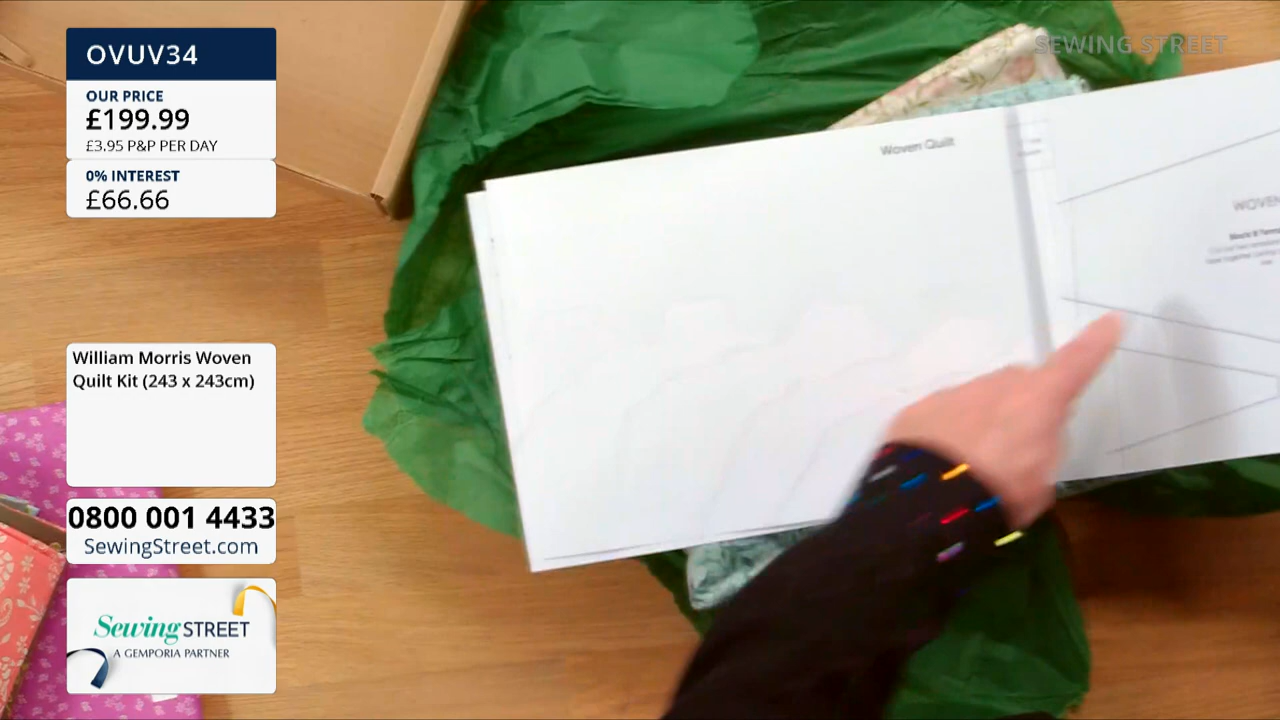 OVUV34
OUR PRICE
£199.99
£3.95 P&P PER DAY
0% INTEREST
£66.66
William Morris Woven
Quilt Kit (243 x 243cm)
0800 001 4433
SewingStreet.com
Sewing STREET
A GEMPORIA PARTNER
SEWING STREET
Woven Quilt
WOVEN